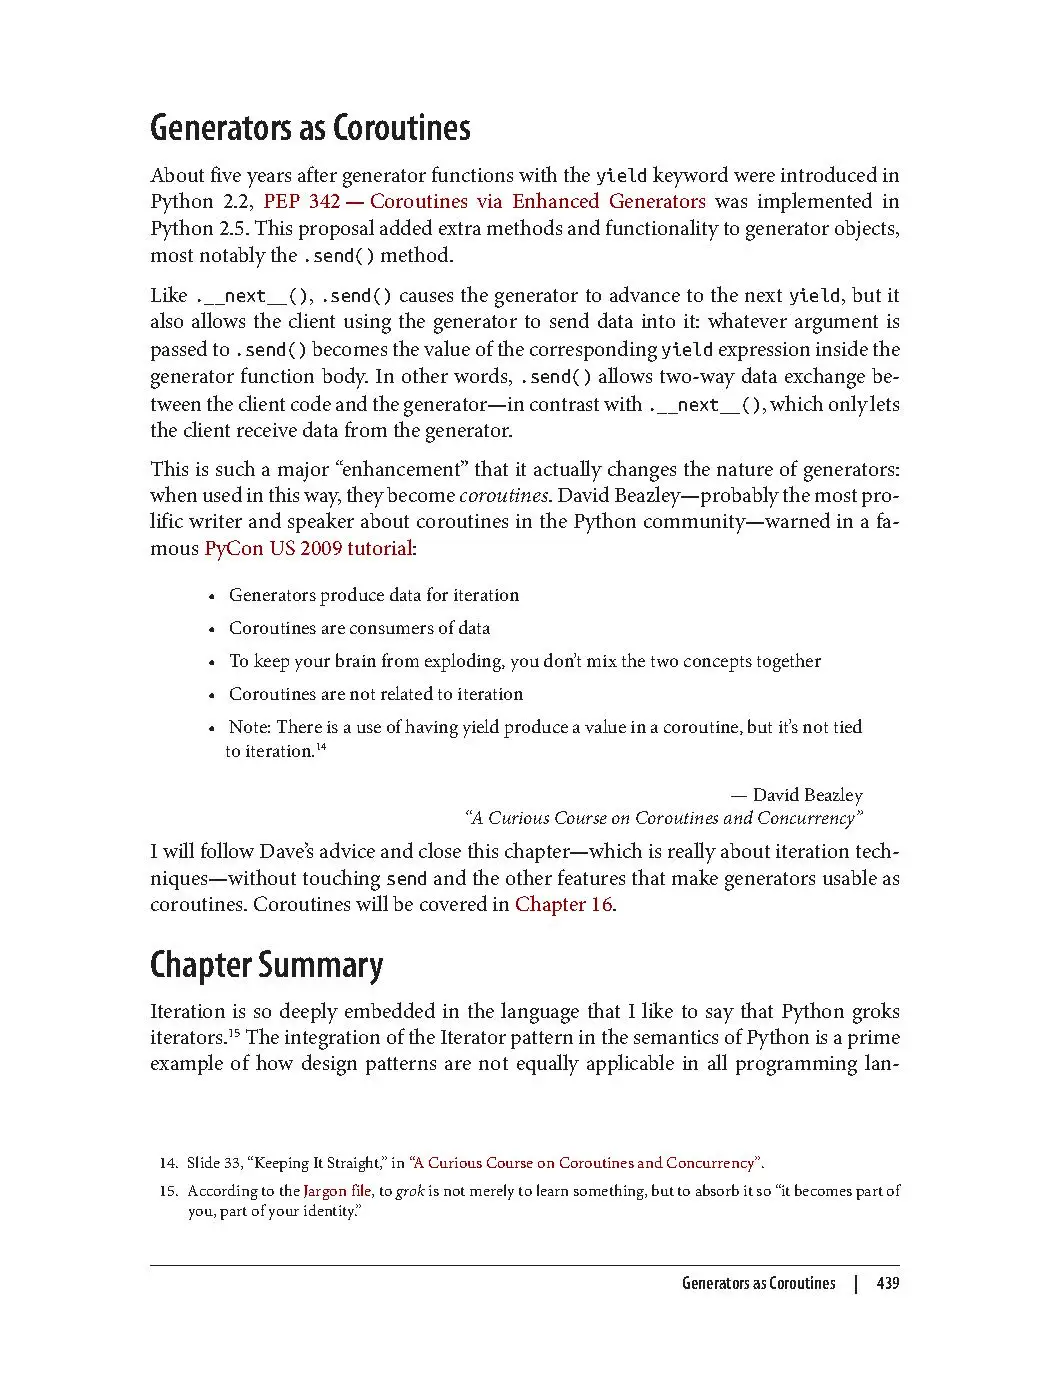 Generators as Coroutines
About five years after generator functions with the yield keyword were introduced in
Python 2.2, PEP 342 — Coroutines via Enhanced Generators was implemented in
Python 2.5. This proposal added extra methods and functionality to generator objects,
most notably the .send() method.
Like .__next__(), .send() causes the generator to advance to the next yield, but it
also allows the client using the generator to send data into it: whatever argument is
passed to .send() becomes the value of the corresponding yield expression inside the
generator function body. In other words, .send() allows two-way data exchange be-
tween the client code and the generator—in contrast with .__next__(), which only lets
the client receive data from the generator.
This is such a major “enhancement” that it actually changes the nature of generators:
when used in this way, they become coroutines. David Beazley—probably the most pro-
lific writer and speaker about coroutines in the Python community—warned in a fa-
mous PyCon US 2009 tutorial:
• Generators produce data for iteration
• Coroutines are consumers of data
• To keep your brain from exploding, you don’t mix the two concepts together
• Coroutines are not related to iteration
• Note: There is a use of having yield produce a value in a coroutine, but it’s not tied
to iteration.14
— David Beazley
“A Curious Course on Coroutines and Concurrency”
I will follow Dave’s advice and close this chapter—which is really about iteration tech-
niques—without touching send and the other features that make generators usable as
coroutines. Coroutines will be covered in Chapter 16.
Chapter Summary
Iteration is so deeply embedded in the language that I like to say that Python groks
iterators.15 The integration of the Iterator pattern in the semantics of Python is a prime
example of how design patterns are not equally applicable in all programming lan-
14. Slide 33, “Keeping It Straight,” in “A Curious Course on Coroutines and Concurrency”.
15. According to the Jargon file, to grok is not merely to learn something, but to absorb it so “it becomes part of
you, part of your identity.”
Generators as Coroutines | 439